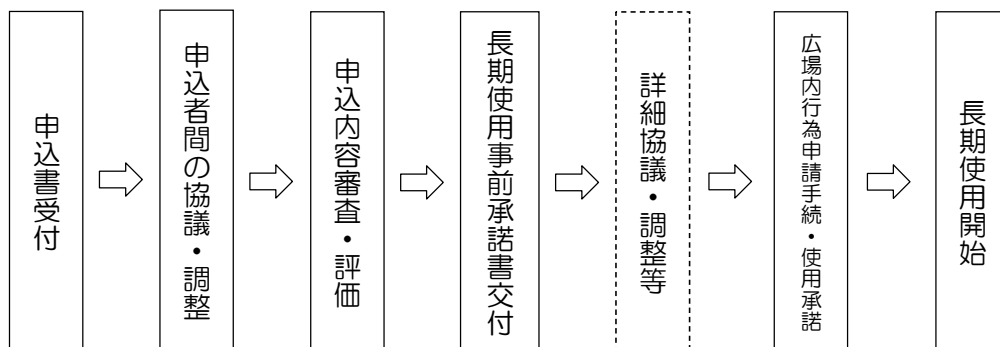 申込書受付
申込者間の協議・調整
申込内容審査・評価
長期使用事前承諾書交付
詳細協議・調整等
広場内行為申請手続・使用承諾
長期使用開始